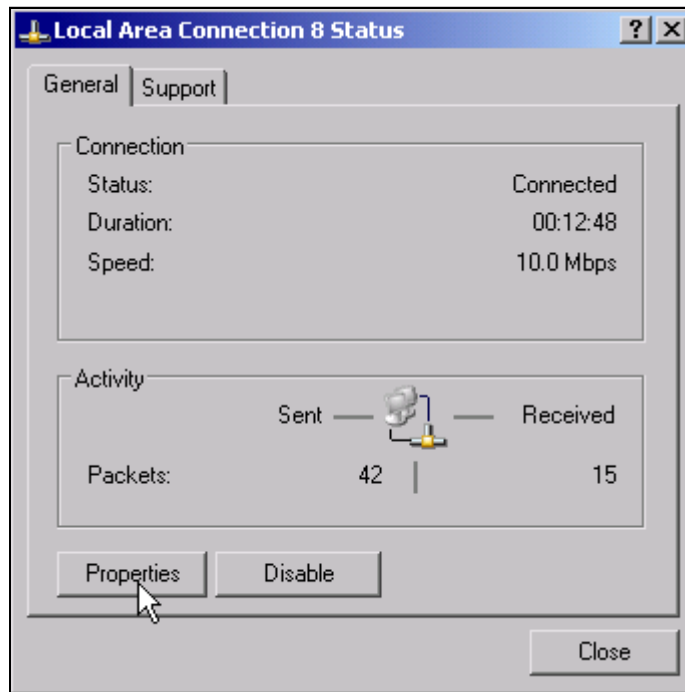 Local Area Connection 8 Status
General Support
Connection
Status: Connected
Duration: 00:12:48
Speed: 10.0 Mbps
Activity
Sent Received
Packets: 42 15
Properties Disable
Close